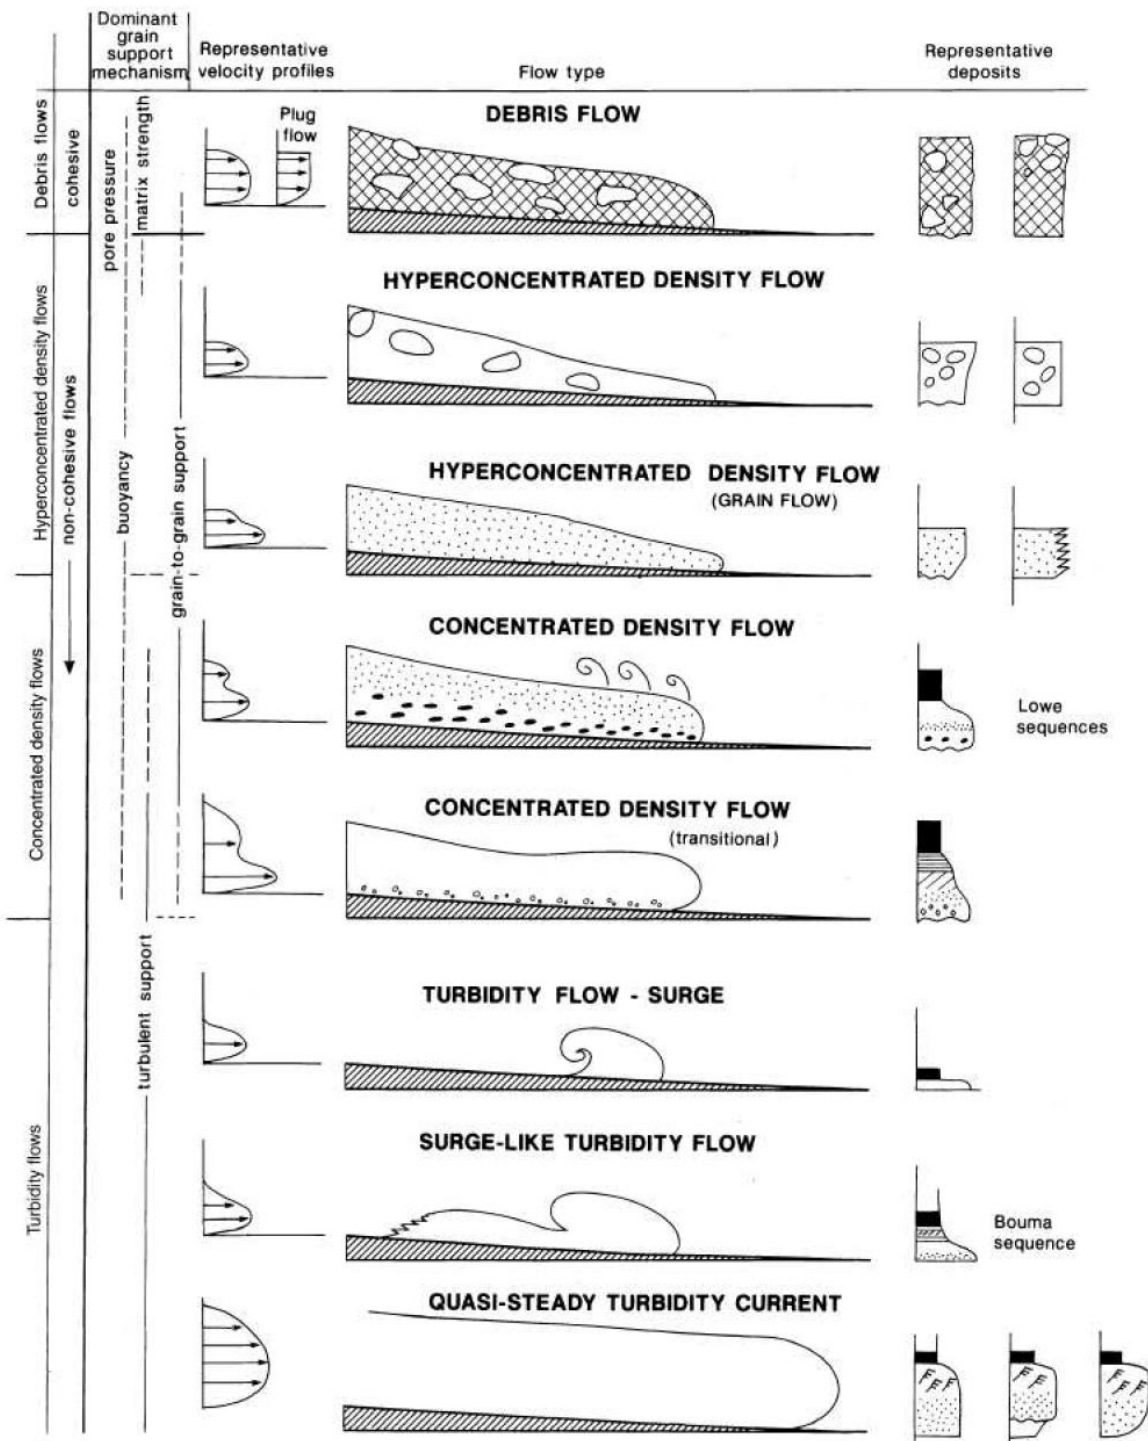 Dominant
grain
support
mechanism
Representative
velocity profiles
Flow type
Representative
deposits
Debris flows
cohesive
pore pressure
matrix strength
Plug
flow
DEBRIS FLOW
Hyperconcentrated density flows
non-cohesive flows
buoyancy
grain-to-grain support
HYPERCONCENTRATED DENSITY FLOW
HYPERCONCENTRATED DENSITY FLOW
(GRAIN FLOW)
Concentrated density flows
CONCENTRATED DENSITY FLOW
Lowe
sequences
CONCENTRATED DENSITY FLOW
(transitional)
Turbidity flows
turbulent support
TURBIDITY FLOW - SURGE
SURGE-LIKE TURBIDITY FLOW
Bouma
sequence
QUASI-STEADY TURBIDITY CURRENT